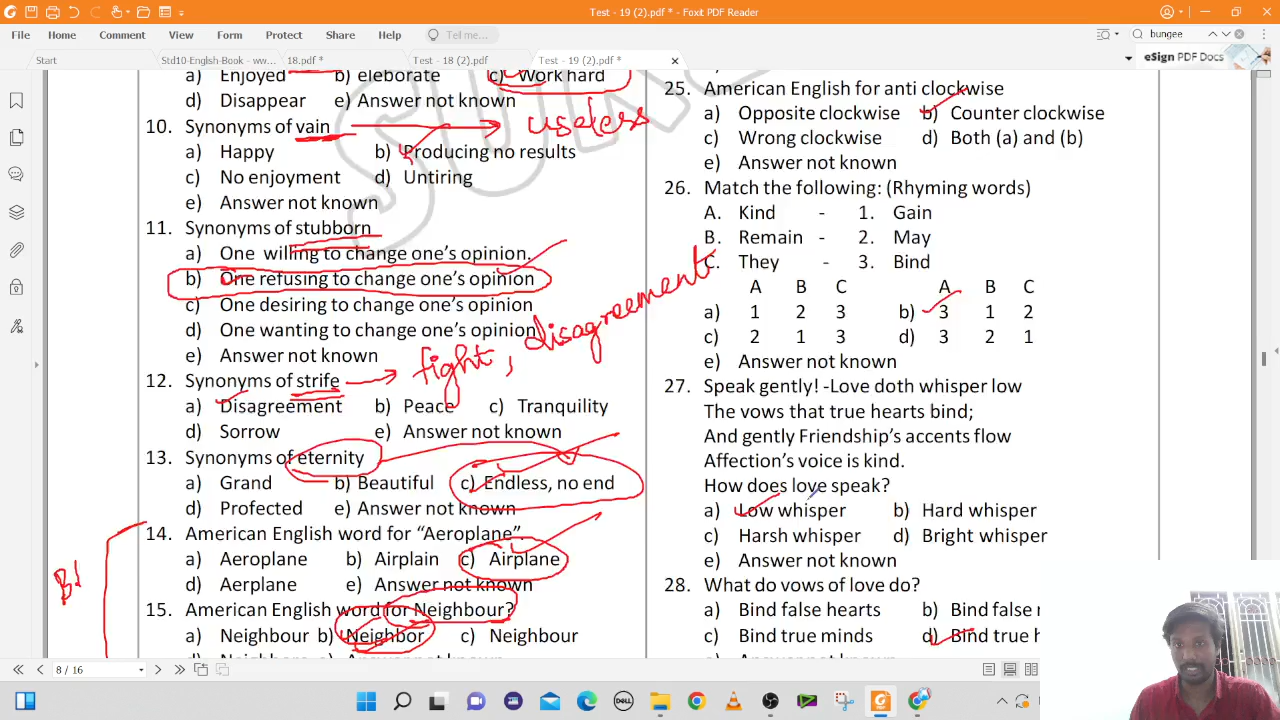 Test - 19 (2).pdf * - Foxit PDF Reader
File Home Comment View Form Protect Share Help Tell me... bungee
Start Std10-English-Book - ww... 18.pdf * Test - 18 (2).pdf Test - 19 (2).pdf * eSign PDF Docs
a) Enjoyed b) eleborate c) Work hard
d) Disappear e) Answer not known
10. Synonyms of vain useless
a) Happy b) Producing no results
c) No enjoyment d) Untiring
e) Answer not known
11. Synonyms of stubborn
a) One willing to change one's opinion.
b) One refusing to change one's opinion
c) One desiring to change one's opinion
d) One wanting to change one's opinion
e) Answer not known
12. Synonyms of strife fight, disagreement
a) Disagreement b) Peace c) Tranquility
d) Sorrow e) Answer not known
13. Synonyms of eternity
a) Grand b) Beautiful c) Endless, no end
d) Profected e) Answer not known
14. American English word for "Aeroplane".
a) Aeroplane b) Airplain c) Airplane
d) Aerplane e) Answer not known
15. American English word for Neighbour?
a) Neighbour b) Neighbor c) Neighbour
25. American English for anti clockwise
a) Opposite clockwise b) Counter clockwise
c) Wrong clockwise d) Both (a) and (b)
e) Answer not known
26. Match the following: (Rhyming words)
A. Kind - 1. Gain
B. Remain - 2. May
C. They - 3. Bind
A B C A B C
a) 1 2 3 b) 3 1 2
c) 2 1 3 d) 3 2 1
e) Answer not known
27. Speak gently! -Love doth whisper low
The vows that true hearts bind;
And gently Friendship's accents flow
Affection's voice is kind.
How does love speak?
a) Low whisper b) Hard whisper
c) Harsh whisper d) Bright whisper
e) Answer not known
28. What do vows of love do?
a) Bind false hearts b) Bind false
c) Bind true minds d) Bind true
8 / 16
DELL